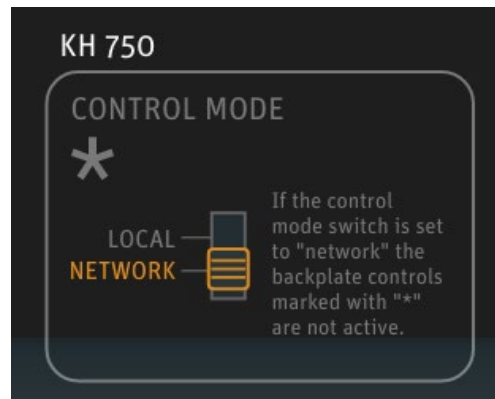 KH 750
CONTROL MODE
*
LOCAL
NETWORK
If the control
mode switch is set
to "network" the
backplate controls
marked with "*"
are not active.